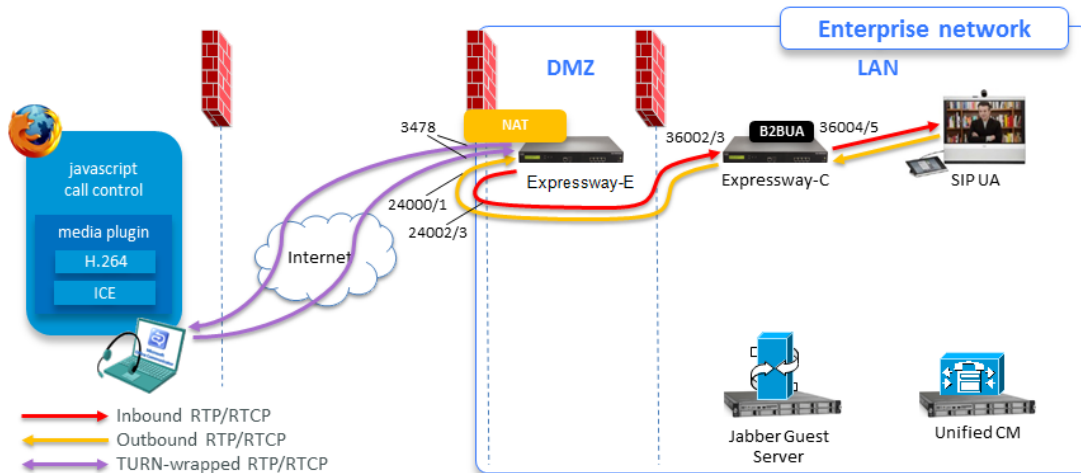 Enterprise network
DMZ
LAN
javascript
call control
media plugin
H.264
ICE
3478
NAT
Expressway-E
24000/1
24002/3
Internet
36002/3
B2BUA
36004/5
Expressway-C
SIP UA
Inbound RTP/RTCP
Outbound RTP/RTCP
TURN-wrapped RTP/RTCP
Jabber Guest
Server
Unified CM